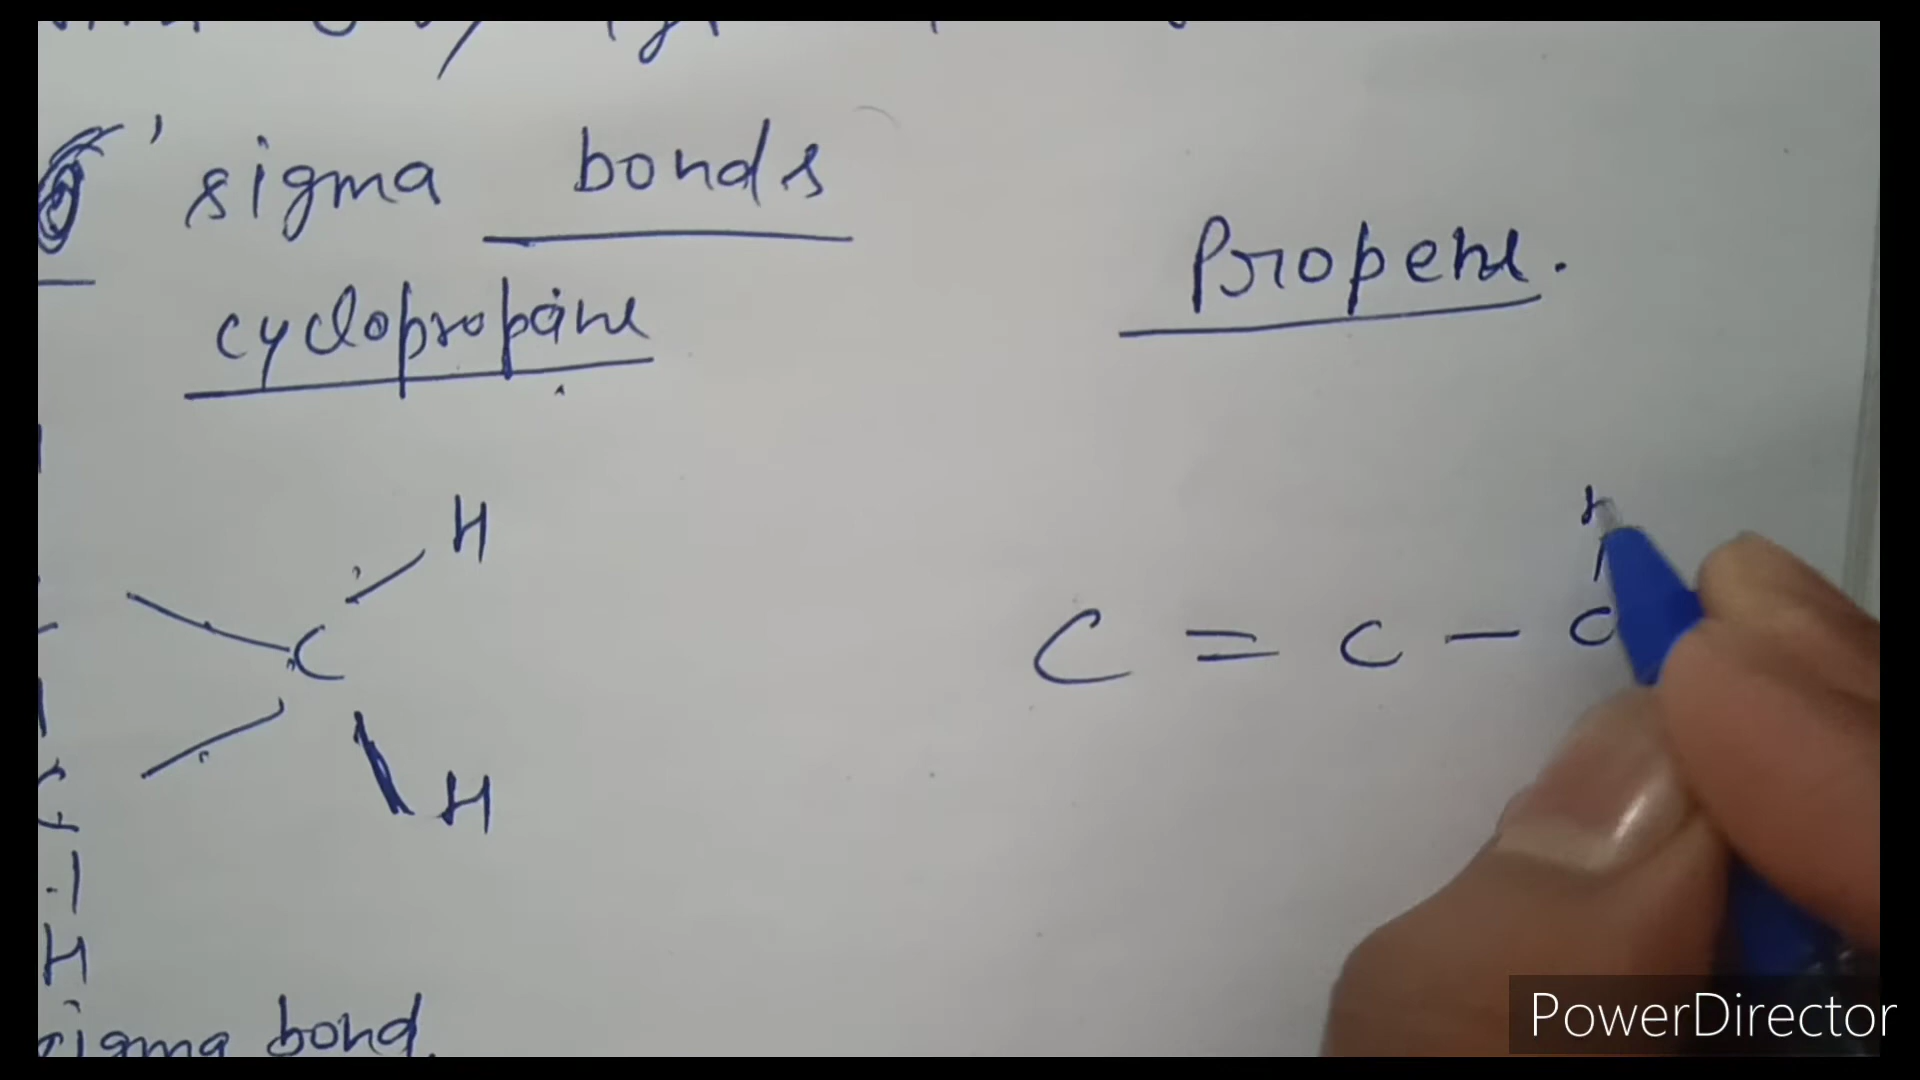 sigma bonds
Propene.
cyclopropane
H
H
C = C - C
C
H
H
sigma bond.
PowerDirector